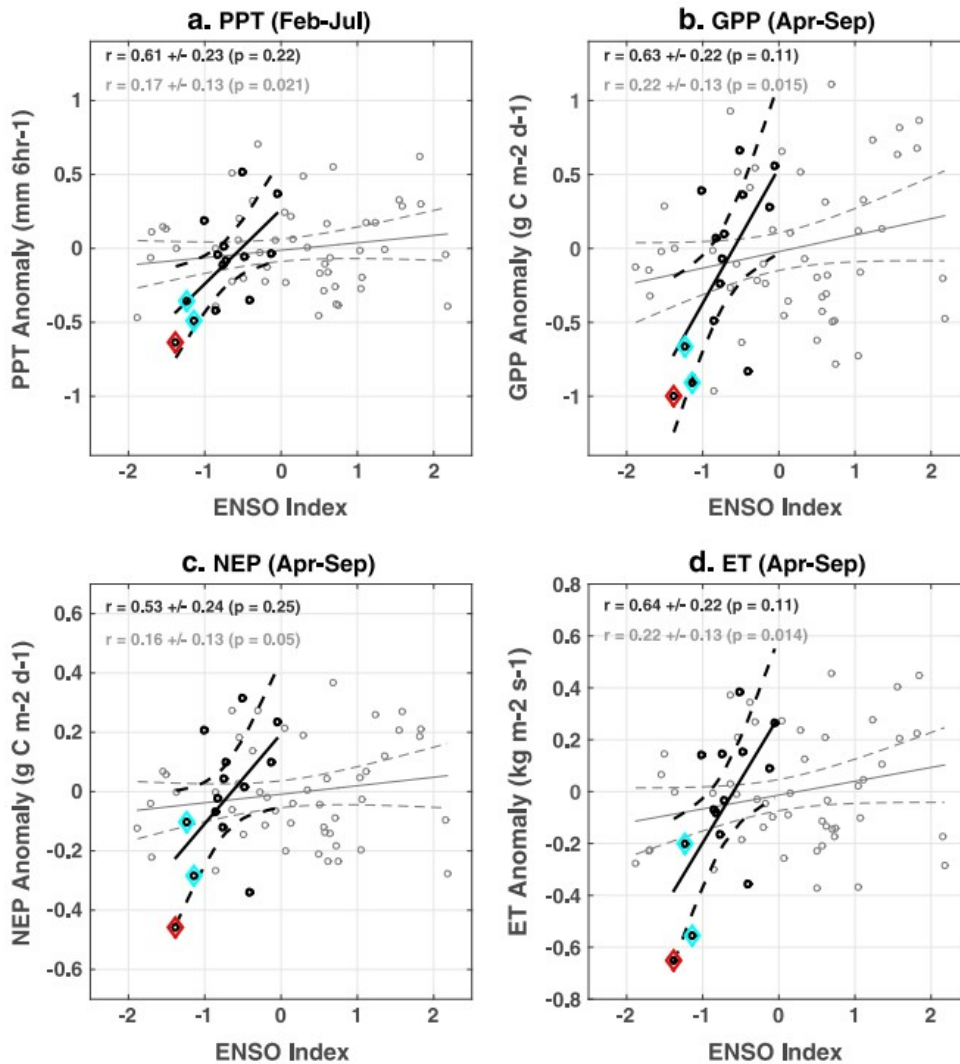 a. PPT (Feb-Jul)
r = 0.61 +/- 0.23 (p = 0.22)
r = 0.17 +/- 0.13 (p = 0.021)
PPT Anomaly (mm 6hr-1)
1
0.5
0
-0.5
-1
-2 -1 0 1 2
ENSO Index
b. GPP (Apr-Sep)
r = 0.63 +/- 0.22 (p = 0.11)
r = 0.22 +/- 0.13 (p = 0.015)
GPP Anomaly (g C m-2 d-1)
1
0.5
0
-0.5
-1
-2 -1 0 1 2
ENSO Index
c. NEP (Apr-Sep)
r = 0.53 +/- 0.24 (p = 0.25)
r = 0.16 +/- 0.13 (p = 0.05)
NEP Anomaly (g C m-2 d-1)
0.6
0.4
0.2
0
-0.2
-0.4
-0.6
-2 -1 0 1 2
ENSO Index
d. ET (Apr-Sep)
r = 0.64 +/- 0.22 (p = 0.11)
r = 0.22 +/- 0.13 (p = 0.014)
ET Anomaly (kg m-2 s-1)
0.8
0.6
0.4
0.2
0
-0.2
-0.4
-0.6
-0.8
-2 -1 0 1 2
ENSO Index